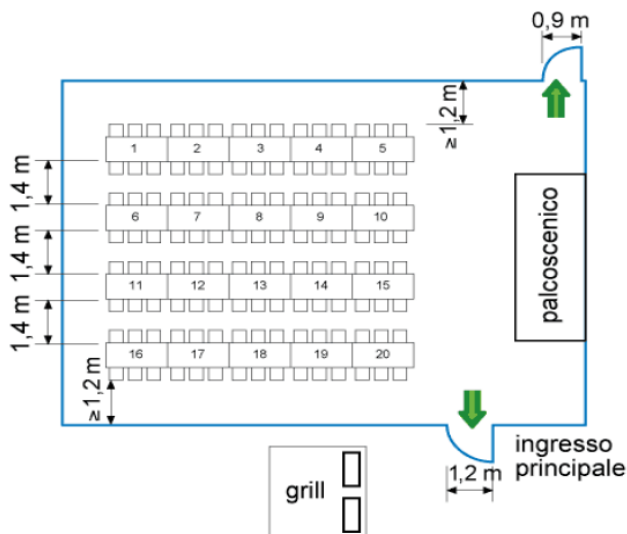 0,9 m
≥1,2 m
1 2 3 4 5
1,4 m
6 7 8 9 10
1,4 m
palcoscenico
11 12 13 14 15
1,4 m
16 17 18 19 20
≥1,2 m
ingresso
principale
1,2 m
grill